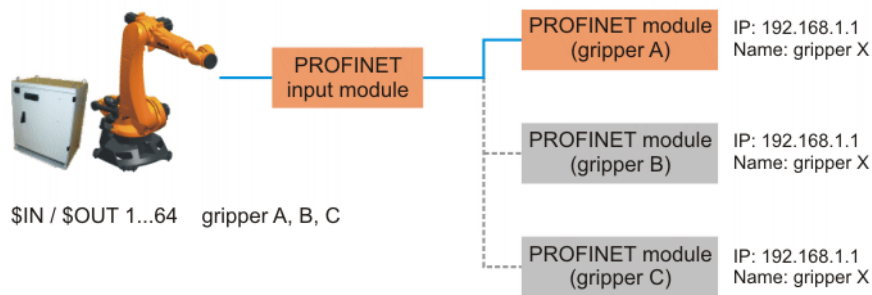 PROFINET module
(gripper A)
IP: 192.168.1.1
Name: gripper X
PROFINET
input module
PROFINET module
(gripper B)
IP: 192.168.1.1
Name: gripper X
$IN / $OUT 1...64 gripper A, B, C
PROFINET module
(gripper C)
IP: 192.168.1.1
Name: gripper X